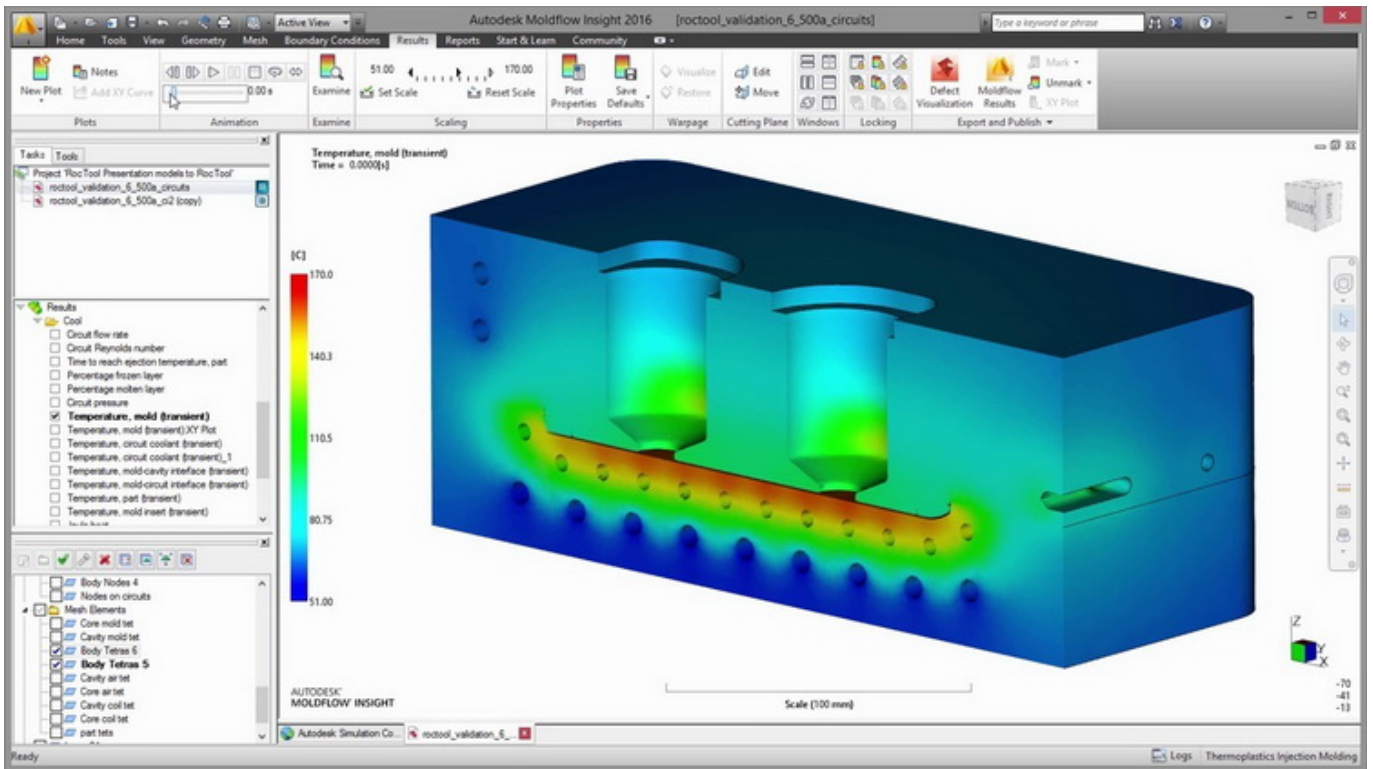 Active View
Autodesk Moldflow Insight 2016 [roctool_validation_6_500a_circuits]
Type a keyword or phrase
Home Tools View Geometry Mesh Boundary Conditions Results Reports Start & Learn Community
New Plot
Notes
Add XY Curve
0.00 s
Examine
51.00
170.00
Set Scale
Reset Scale
Plot Properties
Save Defaults
Visualize
Restore
Edit
Move
Defect Visualization
Moldflow Results
Mark
Unmark
XY Plot
Plots Animation Examine Scaling Properties Warpage Cutting Plane Windows Locking Export and Publish
Tasks Tools
Project 'RocTool Presentation models to RocTool'
roctool_validation_6_500a_circuits
roctool_validation_6_500a_ci2 (copy)
Results
Cool
Circuit flow rate
Circuit Reynolds number
Time to reach ejection temperature, part
Percentage frozen layer
Percentage molten layer
Circuit pressure
Temperature, mold (transient)
Temperature, mold (transient):XY Plot
Temperature, circuit coolant (transient)
Temperature, circuit coolant (transient)_1
Temperature, mold-cavity interface (transient)
Temperature, mold-circuit interface (transient)
Temperature, part (transient)
Temperature, mold insert (transient)
Body Nodes 4
Nodes on circuits
Mesh Elements
Core mold tet
Cavity mold tet
Body Tetras 6
Body Tetras 5
Cavity air tet
Core air tet
Cavity coil tet
Core coil tet
part tets
Temperature, mold (transient)
Time = 0.0000[s]
[C]
170.0
140.3
110.5
80.75
51.00
BOTTOM
Z
Y
X
-70
-41
-13
AUTODESK'
MOLDFLOW' INSIGHT
Scale (100 mm)
Autodesk Simulation Co...
roctool_validation_6_...
Ready
Logs
Thermoplastics Injection Molding